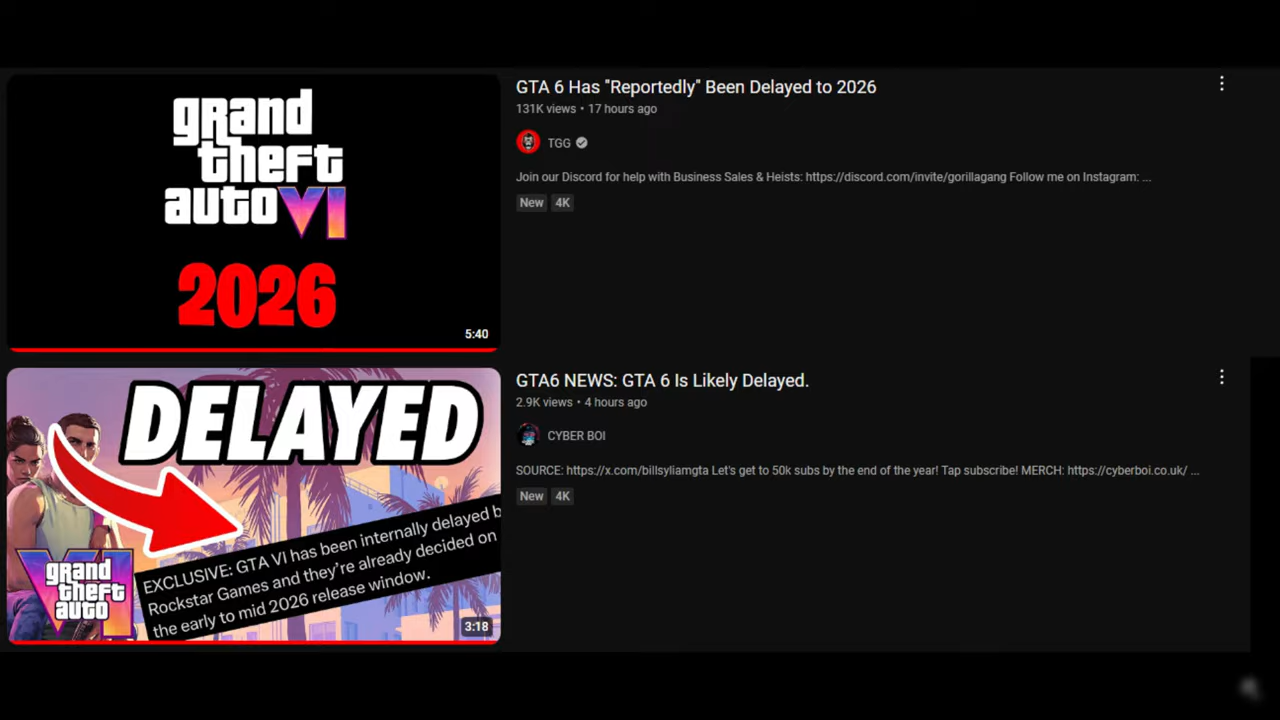 grand
theft
auto VI
2026
5:40
GTA 6 Has "Reportedly" Been Delayed to 2026
131K views • 17 hours ago
TGG
Join our Discord for help with Business Sales & Heists: https://discord.com/invite/gorillagang Follow me on Instagram: ...
New 4K
DELAYED
EXCLUSIVE: GTA VI has been internally delayed b
Rockstar Games and they're already decided on
the early to mid 2026 release window.
VI
grand
theft
auto
3:18
GTA6 NEWS: GTA 6 Is Likely Delayed.
2.9K views • 4 hours ago
CYBER BOI
SOURCE: https://x.com/billsyliamgta Let's get to 50k subs by the end of the year! Tap subscribe! MERCH: https://cyberboi.co.uk/ ...
New 4K